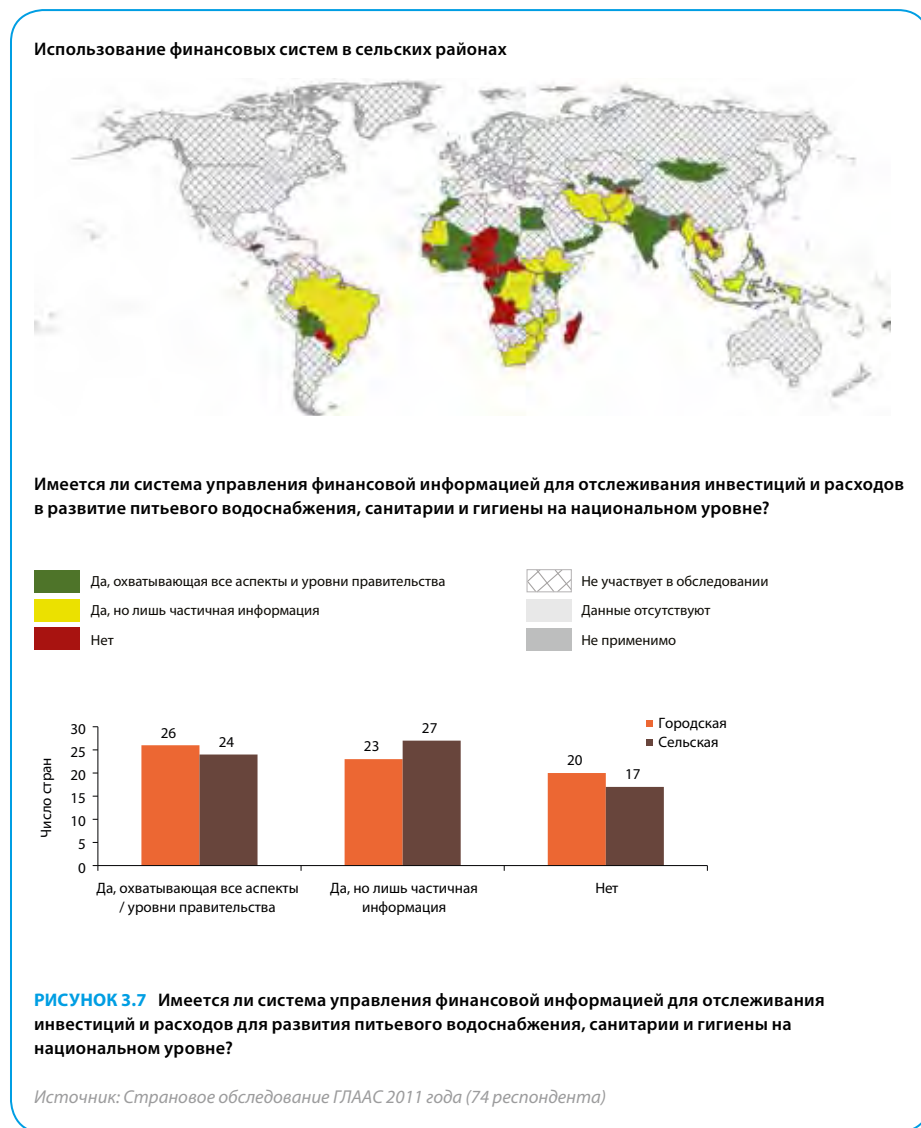 Использование финансовых систем в сельских районах
Имеется ли система управления финансовой информацией для отслеживания инвестиций и расходов
в развитие питьевого водоснабжения, санитарии и гигиены на национальном уровне?
Да, охватывающая все аспекты и уровни правительства
Да, но лишь частичная информация
Нет
Не участвует в обследовании
Данные отсутствуют
Не применимо
Число стран
30
25
20
15
10
5
0
26
24
23
27
20
17
Городская
Сельская
Да, охватывающая все аспекты
/ уровни правительства
Да, но лишь частичная
информация
Нет
РИСУНОК 3.7 Имеется ли система управления финансовой информацией для отслеживания
инвестиций и расходов для развития питьевого водоснабжения, санитарии и гигиены на
национальном уровне?
Источник: Страновое обследование ГЛААС 2011 года (74 респондента)